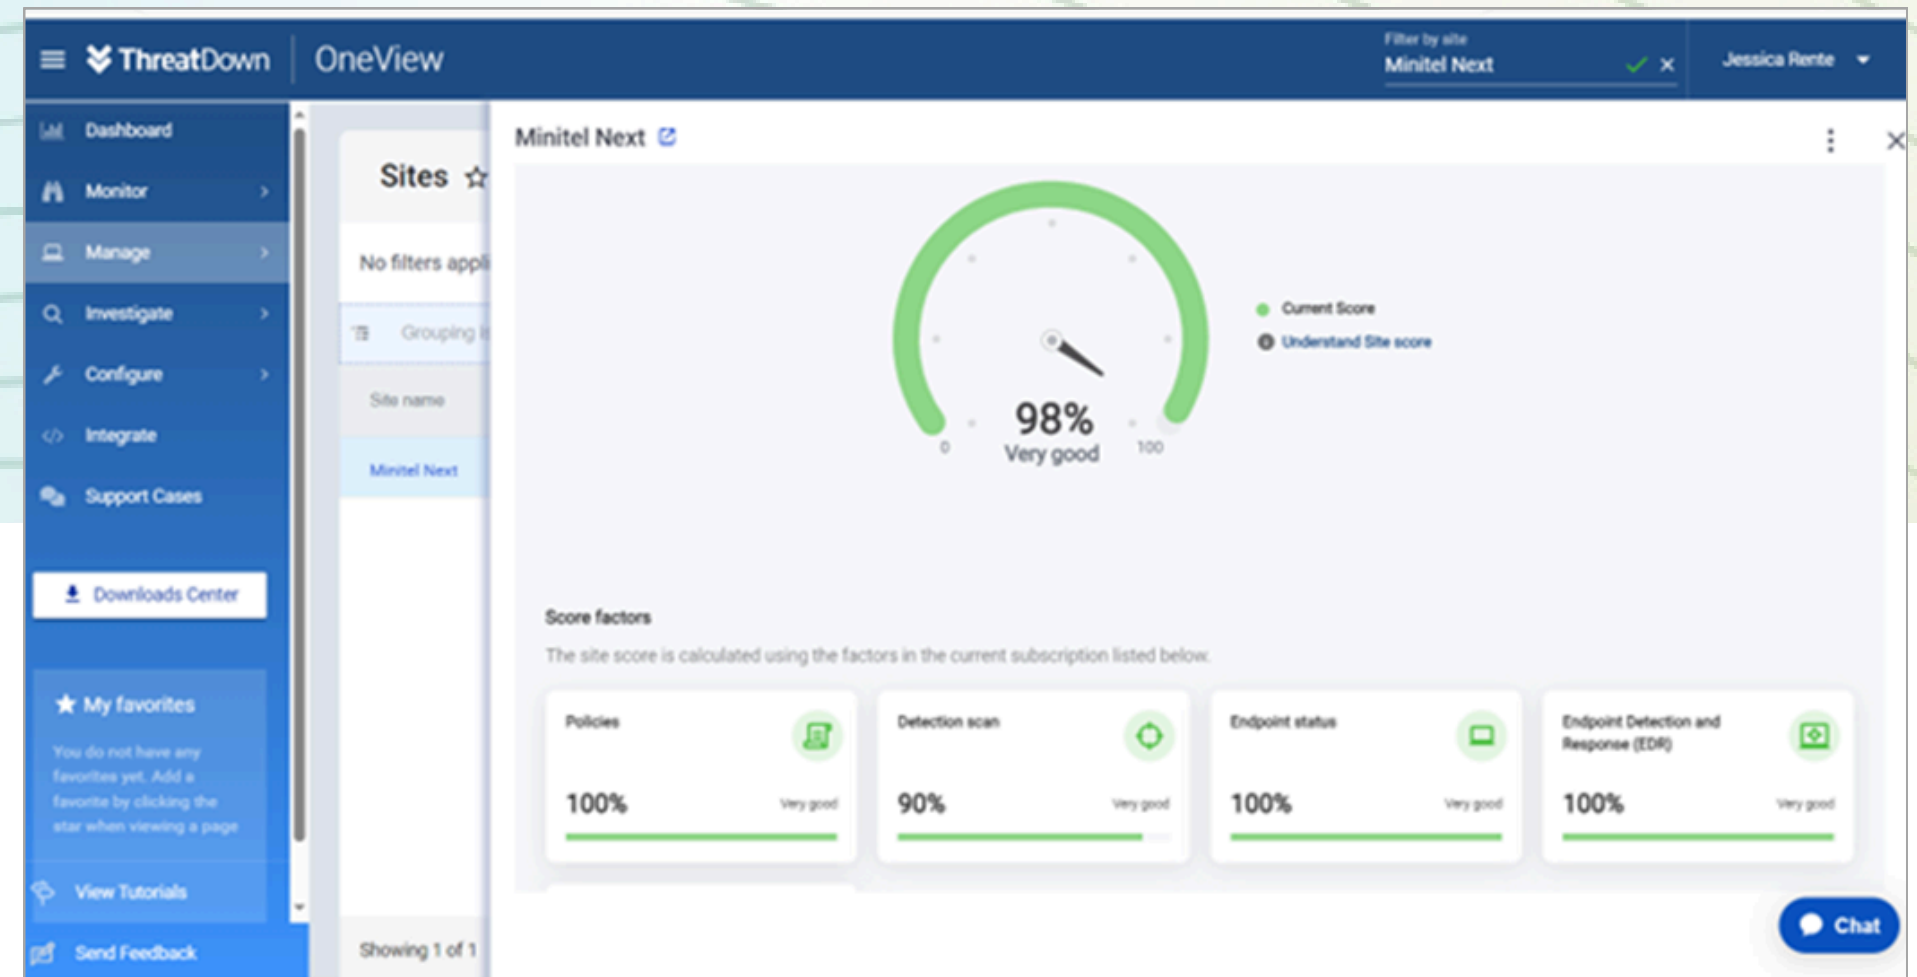 ThreatDown
OneView
Filter by site
Minitel Next
Jessica Rente
Dashboard
Monitor
Manage
Investigate
Configure
Integrate
Support Cases
Downloads Center
My favorites
You do not have any
favorites yet. Add a
favorite by clicking the
star when viewing a page
View Tutorials
Send Feedback
Sites
No filters appli
Grouping is
Site name
Minitel Next
Showing 1 of 1
Minitel Next
98%
Very good
0
100
Current Score
Understand Site score
Score factors
The site score is calculated using the factors in the current subscription listed below.
Policies
100%
Very good
Detection scan
90%
Very good
Endpoint status
100%
Very good
Endpoint Detection and
Response (EDR)
100%
Very good
Chat